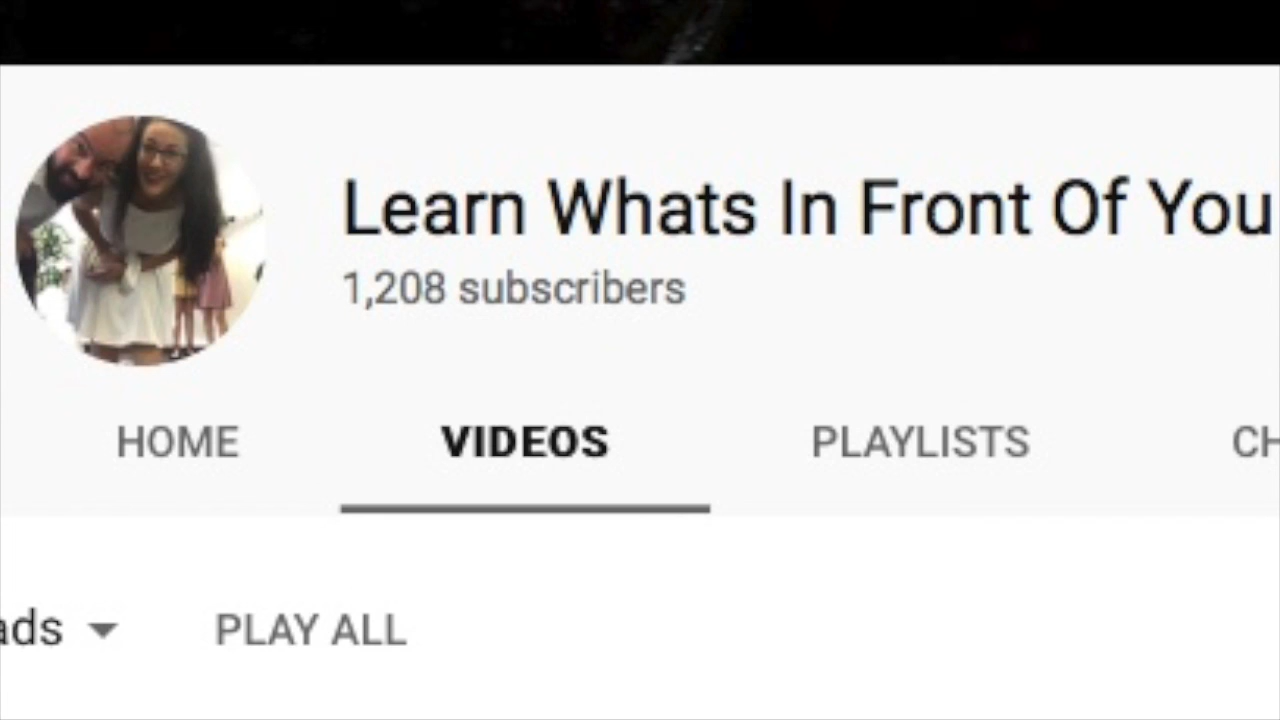 Learn Whats In Front Of You
1,208 subscribers
HOME VIDEOS PLAYLISTS CH
ads PLAY ALL